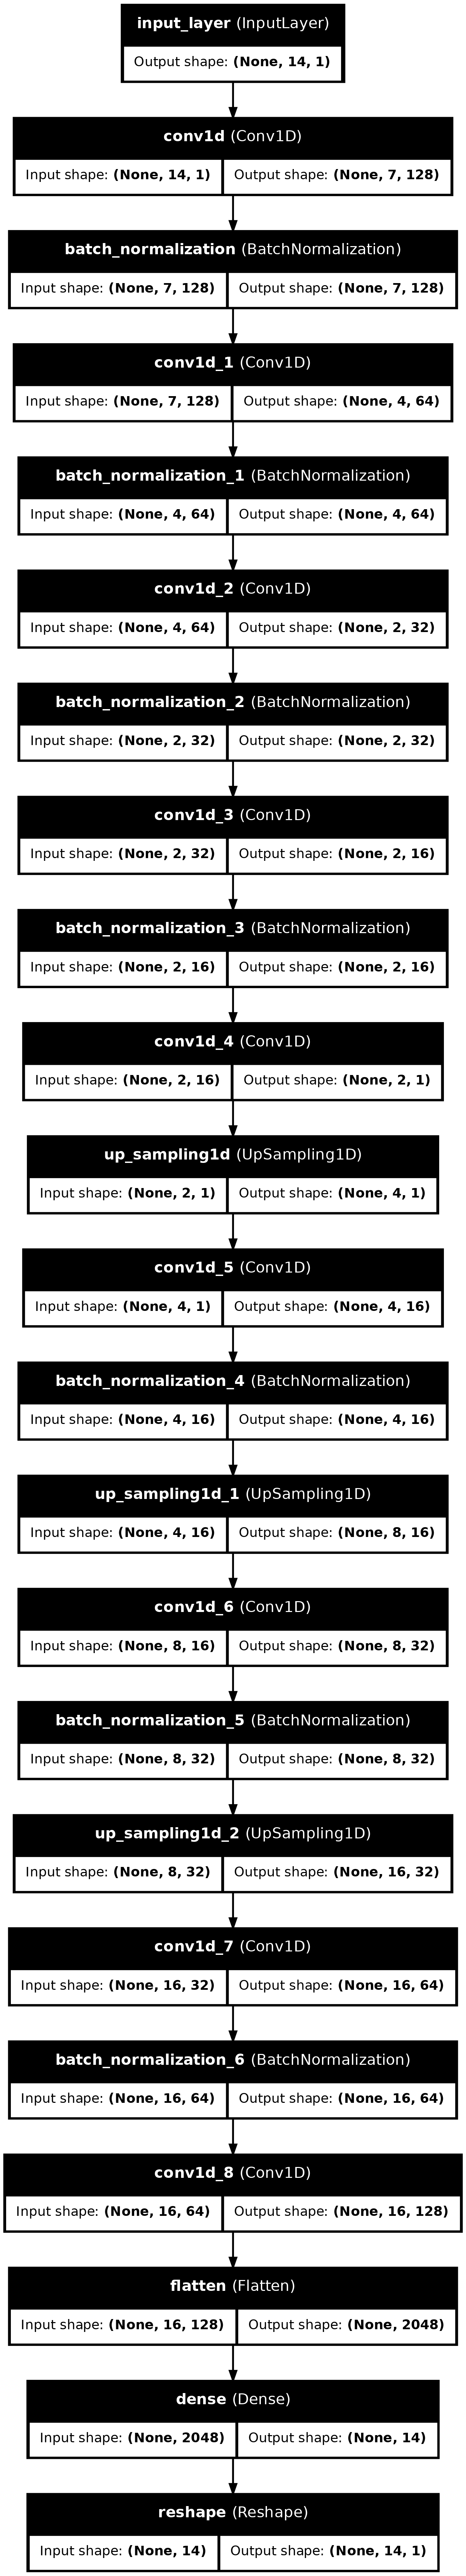 input_layer (InputLayer)
Output shape: (None, 14, 1)
conv1d (Conv1D)
Input shape: (None, 14, 1) Output shape: (None, 7, 128)
batch_normalization (BatchNormalization)
Input shape: (None, 7, 128) Output shape: (None, 7, 128)
conv1d_1 (Conv1D)
Input shape: (None, 7, 128) Output shape: (None, 4, 64)
batch_normalization_1 (BatchNormalization)
Input shape: (None, 4, 64) Output shape: (None, 4, 64)
conv1d_2 (Conv1D)
Input shape: (None, 4, 64) Output shape: (None, 2, 32)
batch_normalization_2 (BatchNormalization)
Input shape: (None, 2, 32) Output shape: (None, 2, 32)
conv1d_3 (Conv1D)
Input shape: (None, 2, 32) Output shape: (None, 2, 16)
batch_normalization_3 (BatchNormalization)
Input shape: (None, 2, 16) Output shape: (None, 2, 16)
conv1d_4 (Conv1D)
Input shape: (None, 2, 16) Output shape: (None, 2, 1)
up_sampling1d (UpSampling1D)
Input shape: (None, 2, 1) Output shape: (None, 4, 1)
conv1d_5 (Conv1D)
Input shape: (None, 4, 1) Output shape: (None, 4, 16)
batch_normalization_4 (BatchNormalization)
Input shape: (None, 4, 16) Output shape: (None, 4, 16)
up_sampling1d_1 (UpSampling1D)
Input shape: (None, 4, 16) Output shape: (None, 8, 16)
conv1d_6 (Conv1D)
Input shape: (None, 8, 16) Output shape: (None, 8, 32)
batch_normalization_5 (BatchNormalization)
Input shape: (None, 8, 32) Output shape: (None, 8, 32)
up_sampling1d_2 (UpSampling1D)
Input shape: (None, 8, 32) Output shape: (None, 16, 32)
conv1d_7 (Conv1D)
Input shape: (None, 16, 32) Output shape: (None, 16, 64)
batch_normalization_6 (BatchNormalization)
Input shape: (None, 16, 64) Output shape: (None, 16, 64)
conv1d_8 (Conv1D)
Input shape: (None, 16, 64) Output shape: (None, 16, 128)
flatten (Flatten)
Input shape: (None, 16, 128) Output shape: (None, 2048)
dense (Dense)
Input shape: (None, 2048) Output shape: (None, 14)
reshape (Reshape)
Input shape: (None, 14) Output shape: (None, 14, 1)